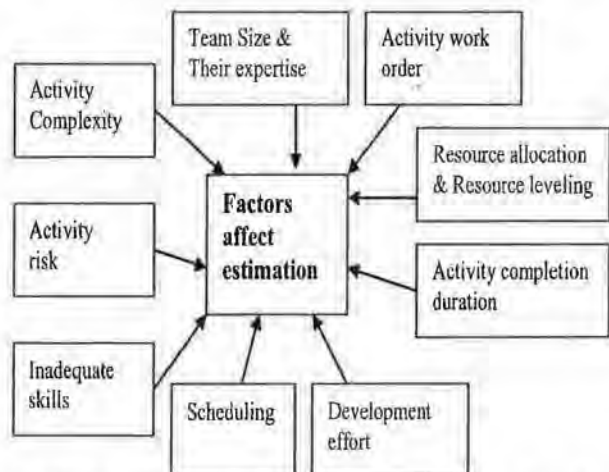 Team Size &
Their expertise
Activity work
order
Activity
Complexity
Resource allocation
& Resource leveling
Factors
affect
estimation
Activity
risk
Activity completion
duration
Inadequate
skills
Scheduling
Development
effort